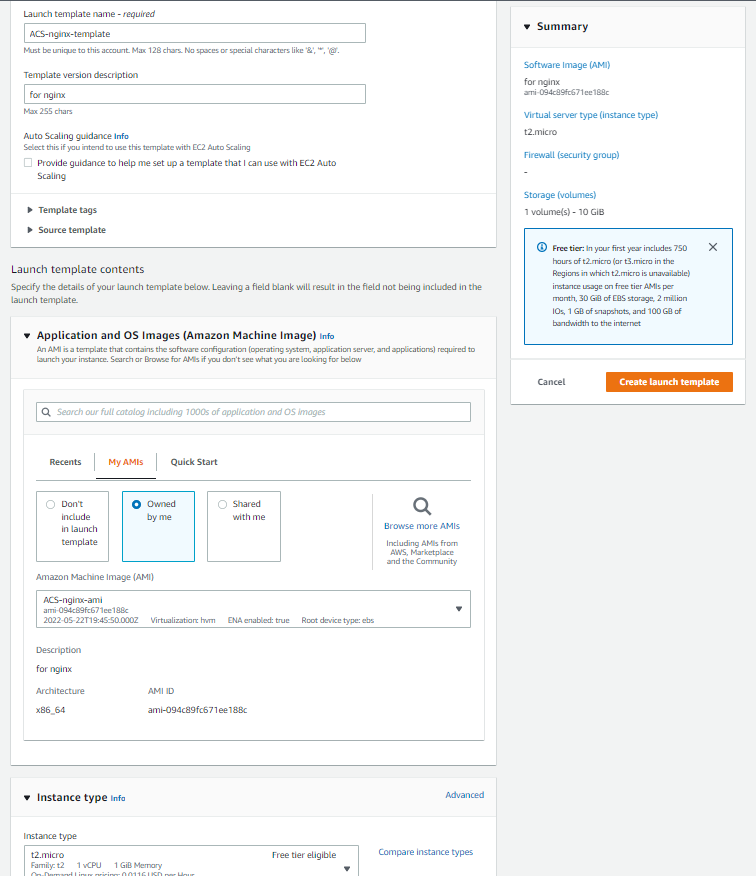 Launch template name - required
ACS-nginx-template
Must be unique to this account. Max 128 chars. No spaces or special characters like '&', '*', '@'.
Template version description
for nginx
Max 255 chars
Auto Scaling guidance Info
Select this if you intend to use this template with EC2 Auto Scaling
Provide guidance to help me set up a template that I can use with EC2 Auto
Scaling
Template tags
Source template
Launch template contents
Specify the details of your launch template below. Leaving a field blank will result in the field not being included in the
launch template.
Application and OS Images (Amazon Machine Image) Info
An AMI is a template that contains the software configuration (operating system, application server, and applications) required to
launch your instance. Search or Browse for AMIs if you don't see what you are looking for below
Search our full catalog including 1000s of application and OS images
Recents
My AMIs
Quick Start
Don't
include
in launch
template
Owned
by me
Shared
with me
Browse more AMIs
Including AMIs from
AWS, Marketplace
and the Community
Amazon Machine Image (AMI)
ACS-nginx-ami
ami-094c89fc671ee188c
2022-05-22T19:45:50.000Z Virtualization: hvm ENA enabled: true Root device type: ebs
Description
for nginx
Architecture AMI ID
x86_64 ami-094c89fc671ee188c
Instance type Info
Advanced
Instance type
t2.micro Free tier eligible
Family: t2 1 vCPU 1 GiB Memory
On-Demand Linux pricing: 0.0116 USD per Hour
Compare instance types
Summary
Software Image (AMI)
for nginx
ami-094c89fc671ee188c
Virtual server type (instance type)
t2.micro
Firewall (security group)
-
Storage (volumes)
1 volume(s) - 10 GiB
Free tier: In your first year includes 750
hours of t2.micro (or t3.micro in the
Regions in which t2.micro is unavailable)
instance usage on free tier AMIs per
month, 30 GiB of EBS storage, 2 million
IOs, 1 GB of snapshots, and 100 GB of
bandwidth to the internet
Cancel
Create launch template